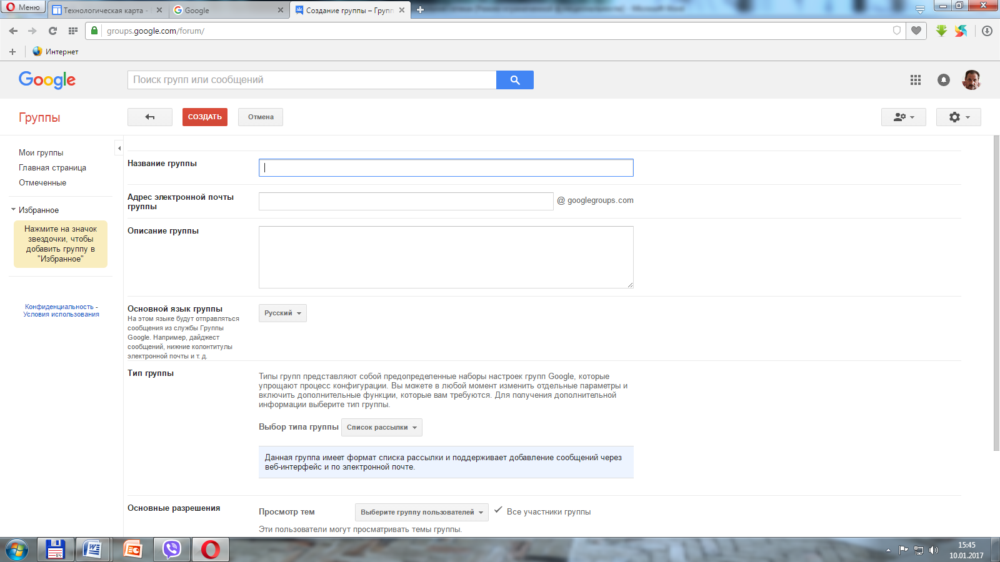 Меню
Технологическая карта -
Google
Создание группы – Групп
groups.google.com/forum/
Интернет
Google
Поиск групп или сообщений
Группы
СОЗДАТЬ
Отмена
Мои группы
Главная страница
Отмеченные
Избранное
Нажмите на значок
звездочки, чтобы
добавить группу в
"Избранное"
Конфиденциальность -
Условия использования
Название группы
Адрес электронной почты
группы
@ googlegroups.com
Описание группы
Основной язык группы
На этом языке будут отправляться
сообщения из службы Группы
Google. Например, дайджест
сообщений, нижние колонтитулы
электронной почты и т. д.
Русский
Тип группы
Типы групп представляют собой предопределенные наборы настроек групп Google, которые
упрощают процесс конфигурации. Вы можете в любой момент изменить отдельные параметры и
включить дополнительные функции, которые вам требуются. Для получения дополнительной
информации выберите тип группы.
Выбор типа группы Список рассылки
Данная группа имеет формат списка рассылки и поддерживает добавление сообщений через
веб-интерфейс и по электронной почте.
Основные разрешения
Просмотр тем Выберите группу пользователей Все участники группы
Эти пользователи могут просматривать темы группы.
64
15:45
10.01.2017